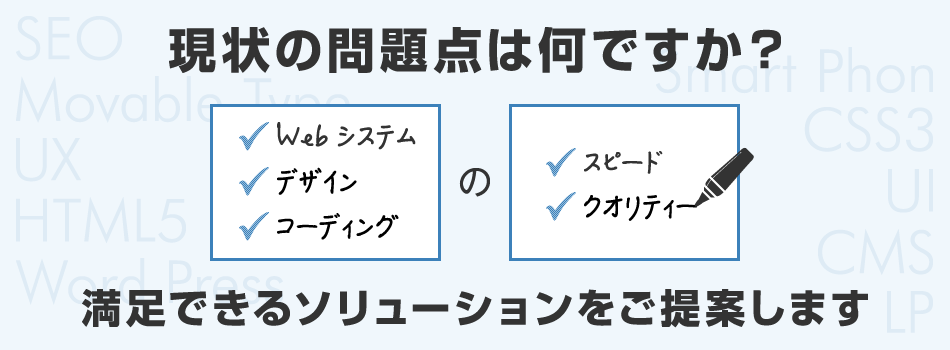 現状の問題点は何ですか？
SEO
Movable Type
UX
HTML5
Word Press
Smart Phon
CSS3
UI
CMS
LP
Webシステム
デザイン
コーディング
の
スピード
クオリティー
満足できるソリューションをご提案します